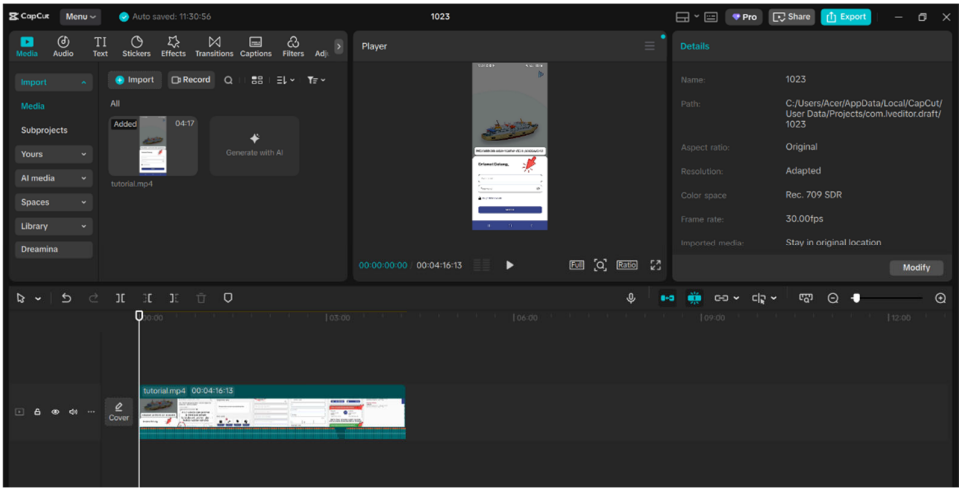 CapCut Menu Auto saved: 11:30:56 1023 Pro Share Export
Media Audio Text Stickers Effects Transitions Captions Filters Adj
Import
Media
Subprojects
Yours
AI media
Spaces
Library
Dreamina
Import Record
All
Added 04:17
tutorial.mp4
Generate with AI
Player
Selamat Datang,
00:00:00:00 00:04:16:13 Full Ratio
Details
Name: 1023
Path: C:/Users/Acer/AppData/Local/CapCut/
User Data/Projects/com.lveditor.draft/
1023
Aspect ratio: Original
Resolution: Adapted
Color space Rec. 709 SDR
Frame rate: 30.00fps
Imported media: Stay in original location
Modify
00:00 03:00 06:00 09:00 12:00
tutorial.mp4 00:04:16:13
Cover